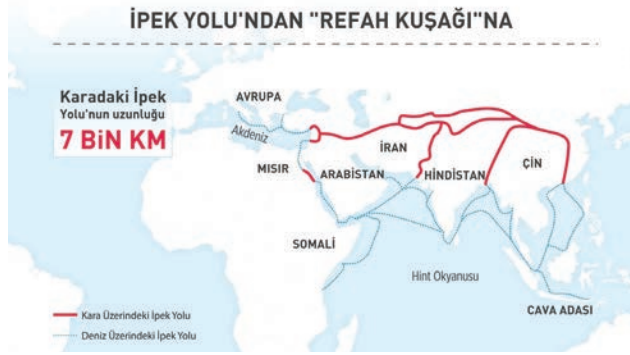 İPEK YOLU'NDAN "REFAH KUŞAĞI"NA
Karadaki İpek
Yolu'nun uzunluğu
7 BiN KM
AVRUPA
Akdeniz
MISIR
ARABİSTAN
İRAN
HİNDİSTAN
ÇİN
SOMALİ
Hint Okyanusu
CAVA ADASI
Kara Üzerindeki İpek Yolu
Deniz Üzerindeki İpek Yolu